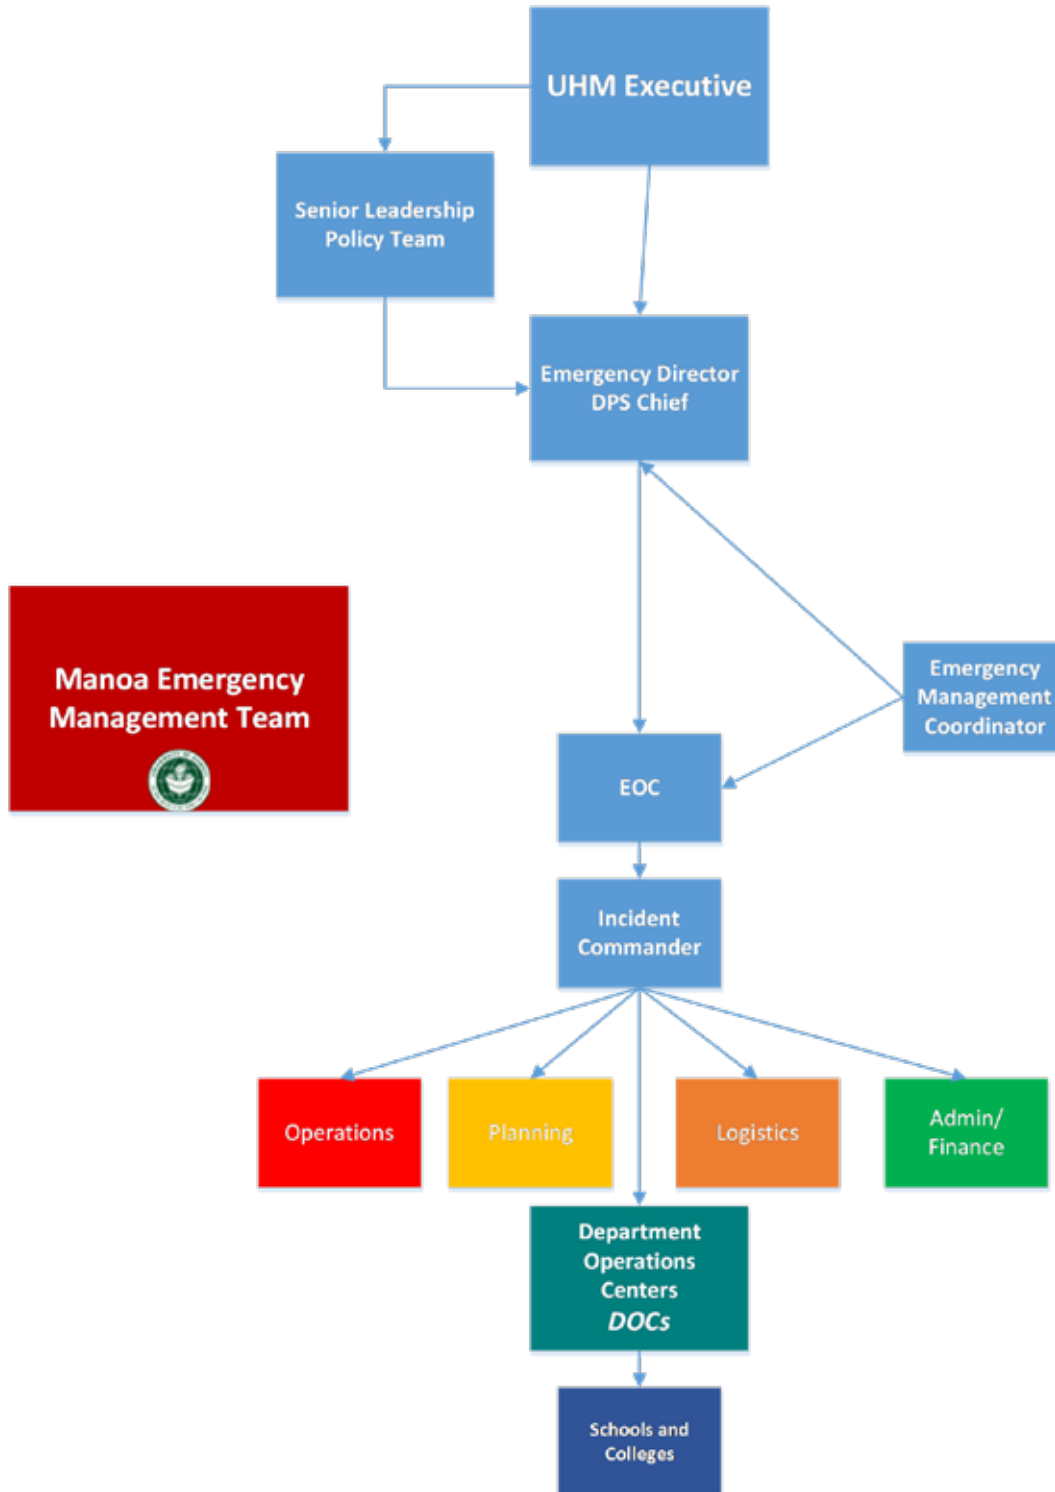 UHM Executive
Senior Leadership
Policy Team
Emergency Director
DPS Chief
Manoa Emergency
Management Team
Emergency
Management
Coordinator
EOC
Incident
Commander
Operations
Planning
Logistics
Admin/
Finance
Department
Operations
Centers
DOCs
Schools and
Colleges